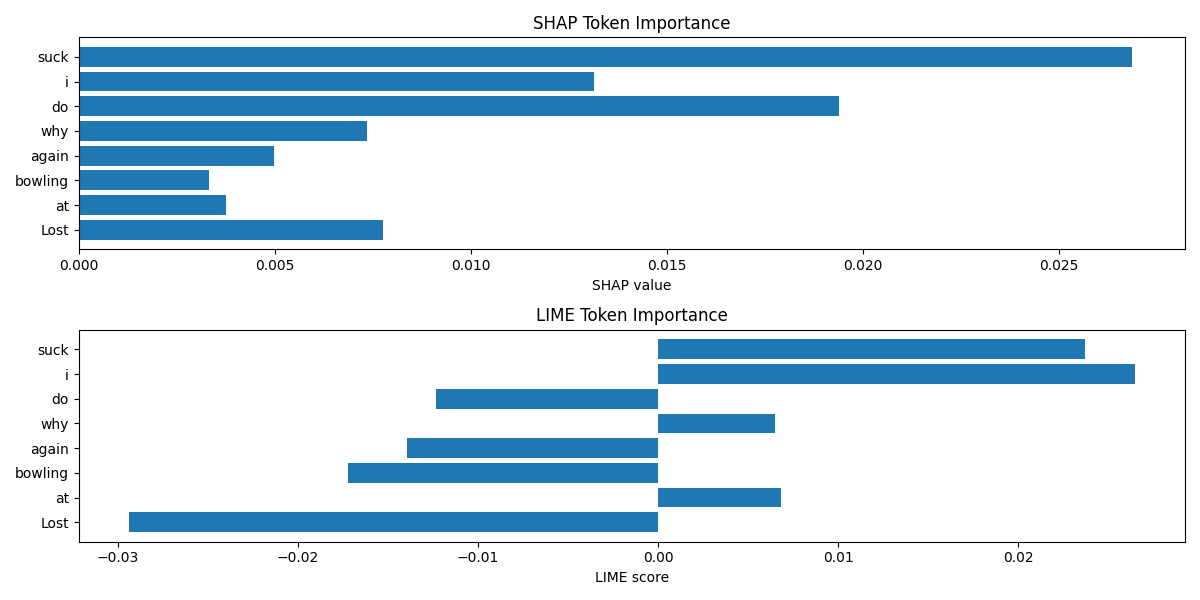 SHAP Token Importance
suck
i
do
why
again
bowling
at
Lost
0.000 0.005 0.010 0.015 0.020 0.025
SHAP value
LIME Token Importance
suck
i
do
why
again
bowling
at
Lost
−0.03 −0.02 −0.01 0.00 0.01 0.02
LIME score